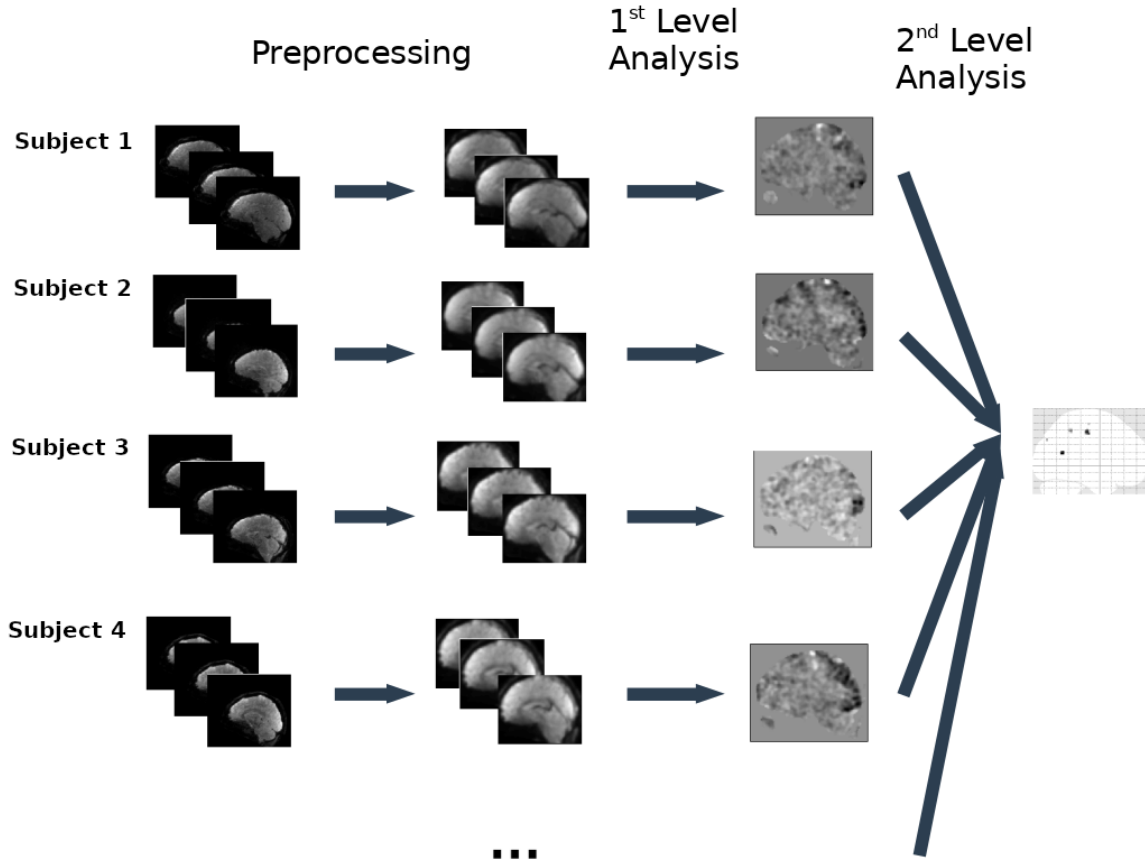 Preprocessing
1st Level
Analysis
2nd Level
Analysis
Subject 1
Subject 2
Subject 3
Subject 4
...